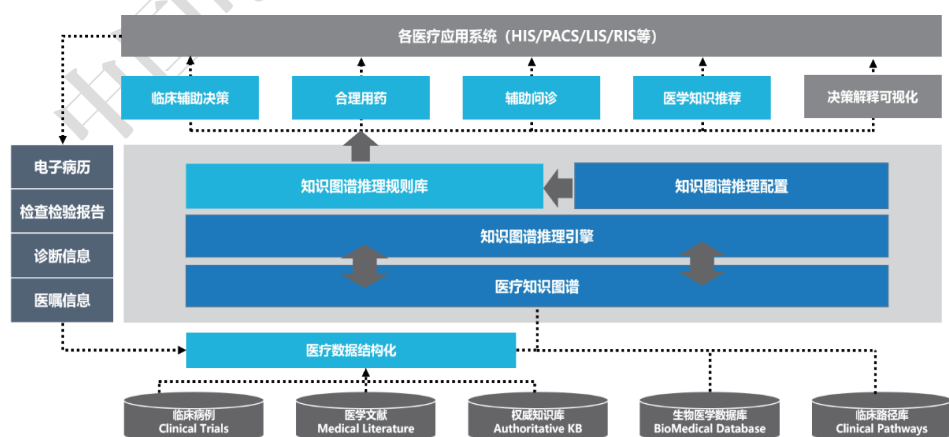 各医疗应用系统（HIS/PACS/LIS/RIS等）
临床辅助决策
合理用药
辅助问诊
医学知识推荐
决策解释可视化
电子病历
检查检验报告
诊断信息
医嘱信息
知识图谱推理规则库
知识图谱推理配置
知识图谱推理引擎
医疗知识图谱
医疗数据结构化
临床病例
Clinical Trials
医学文献
Medical Literature
权威知识库
Authoritative KB
生物医学数据库
BioMedical Database
临床路径库
Clinical Pathways